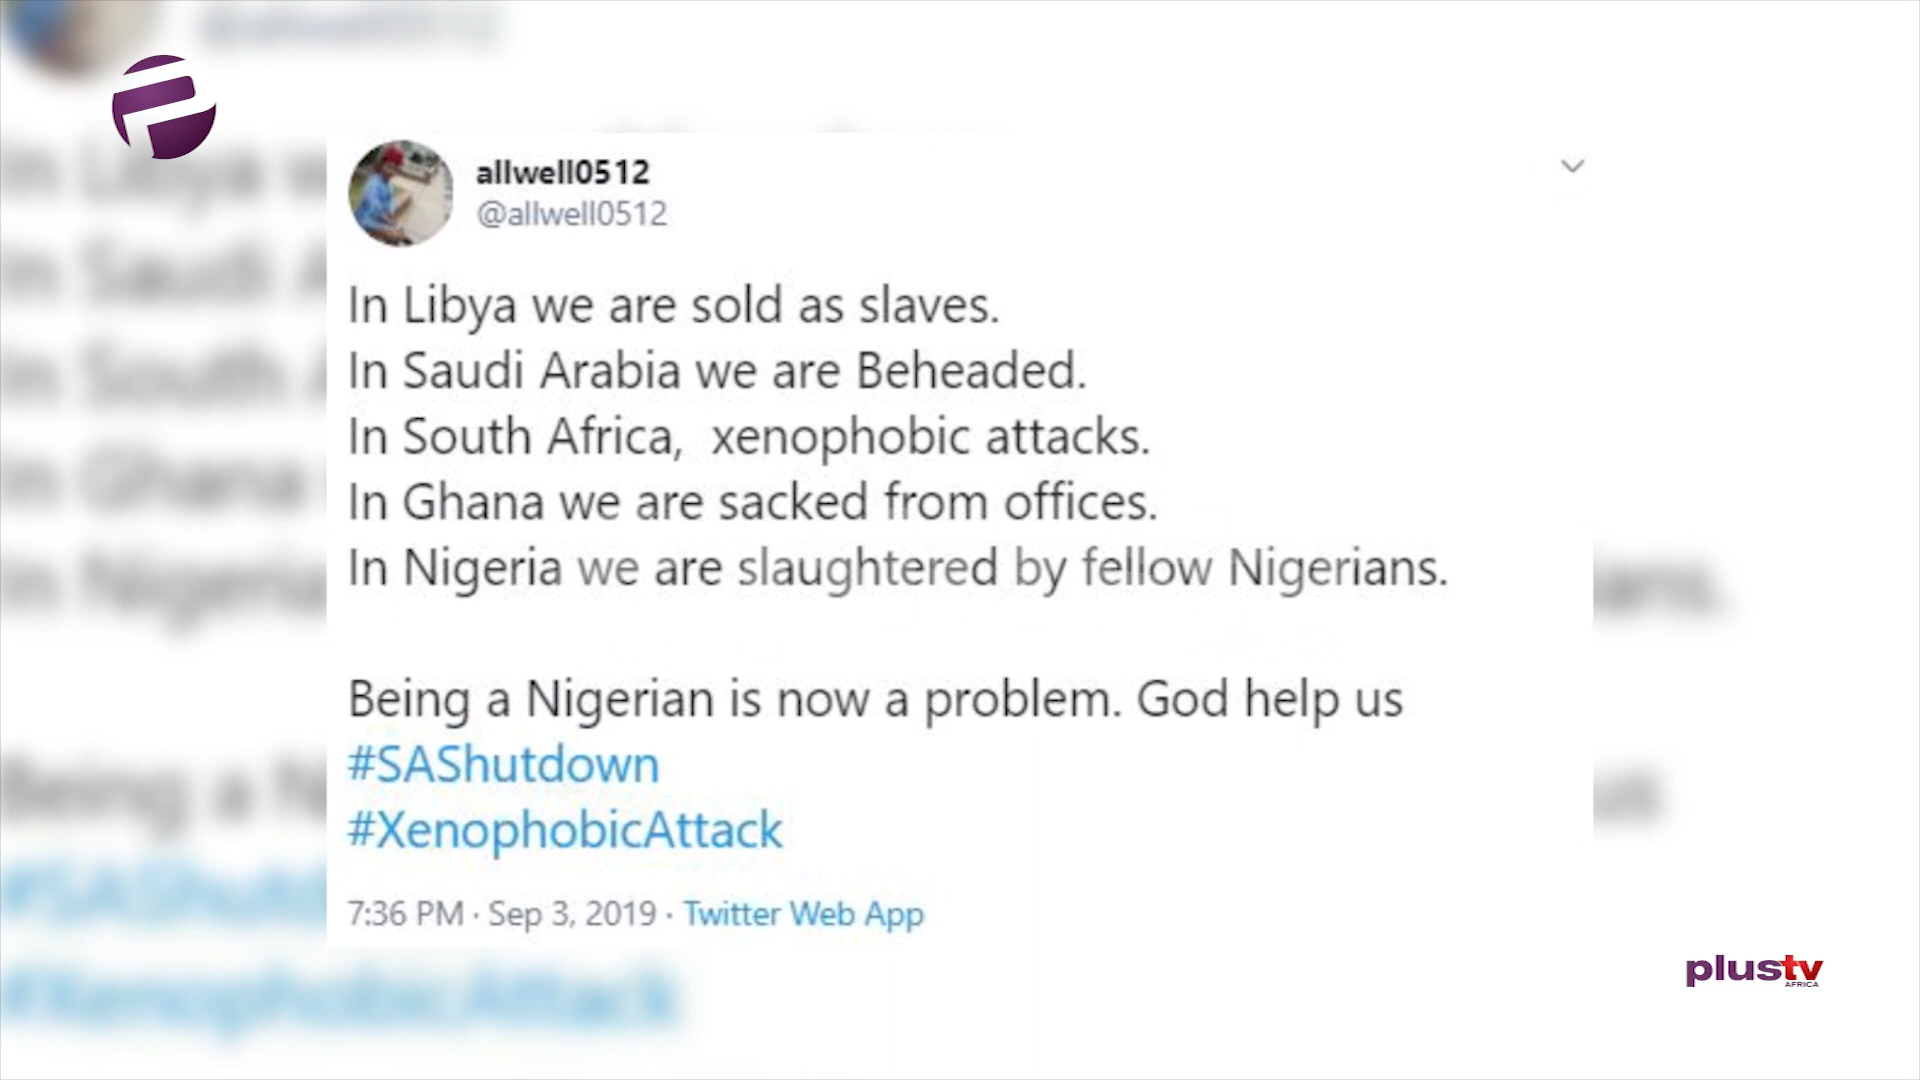 allwell0512
@allwell0512
In Libya we are sold as slaves.
In Saudi Arabia we are Beheaded.
In South Africa,  xenophobic attacks.
In Ghana we are sacked from offices.
In Nigeria we are slaughtered by fellow Nigerians.
Being a Nigerian is now a problem. God help us
#SAShutdown
#XenophobicAttack
7:36 PM · Sep 3, 2019 · Twitter Web App
plustv
AFRICA